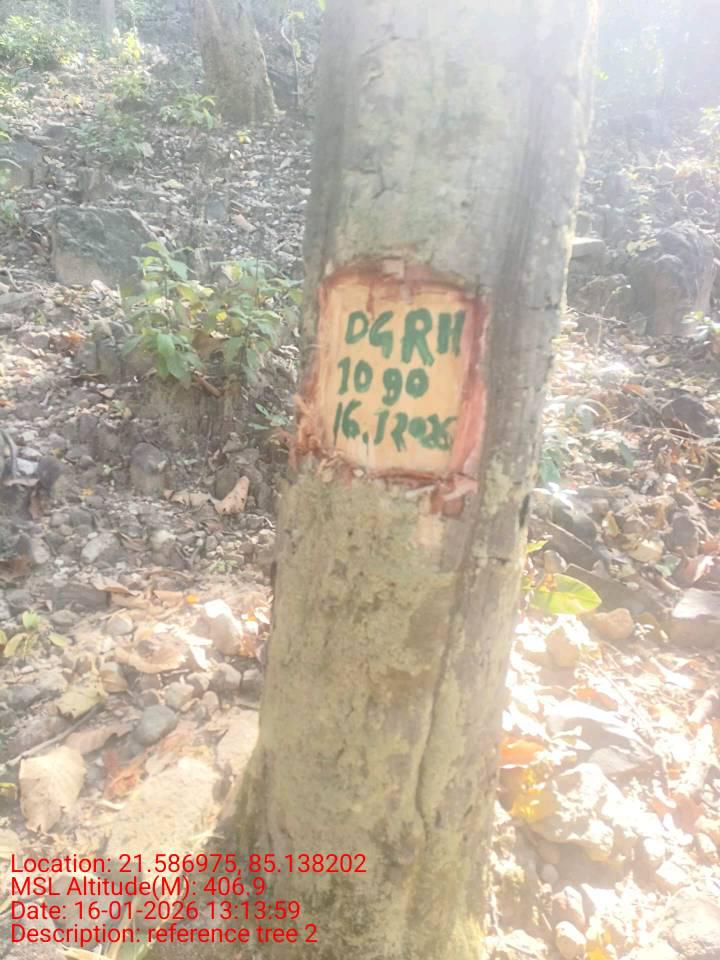 DGRH
1090
16.1.2026
Location: 21.586975, 85.138202
MSL Altitude(M): 406.9
Date: 16-01-2026 13:13:59
Description: reference tree 2